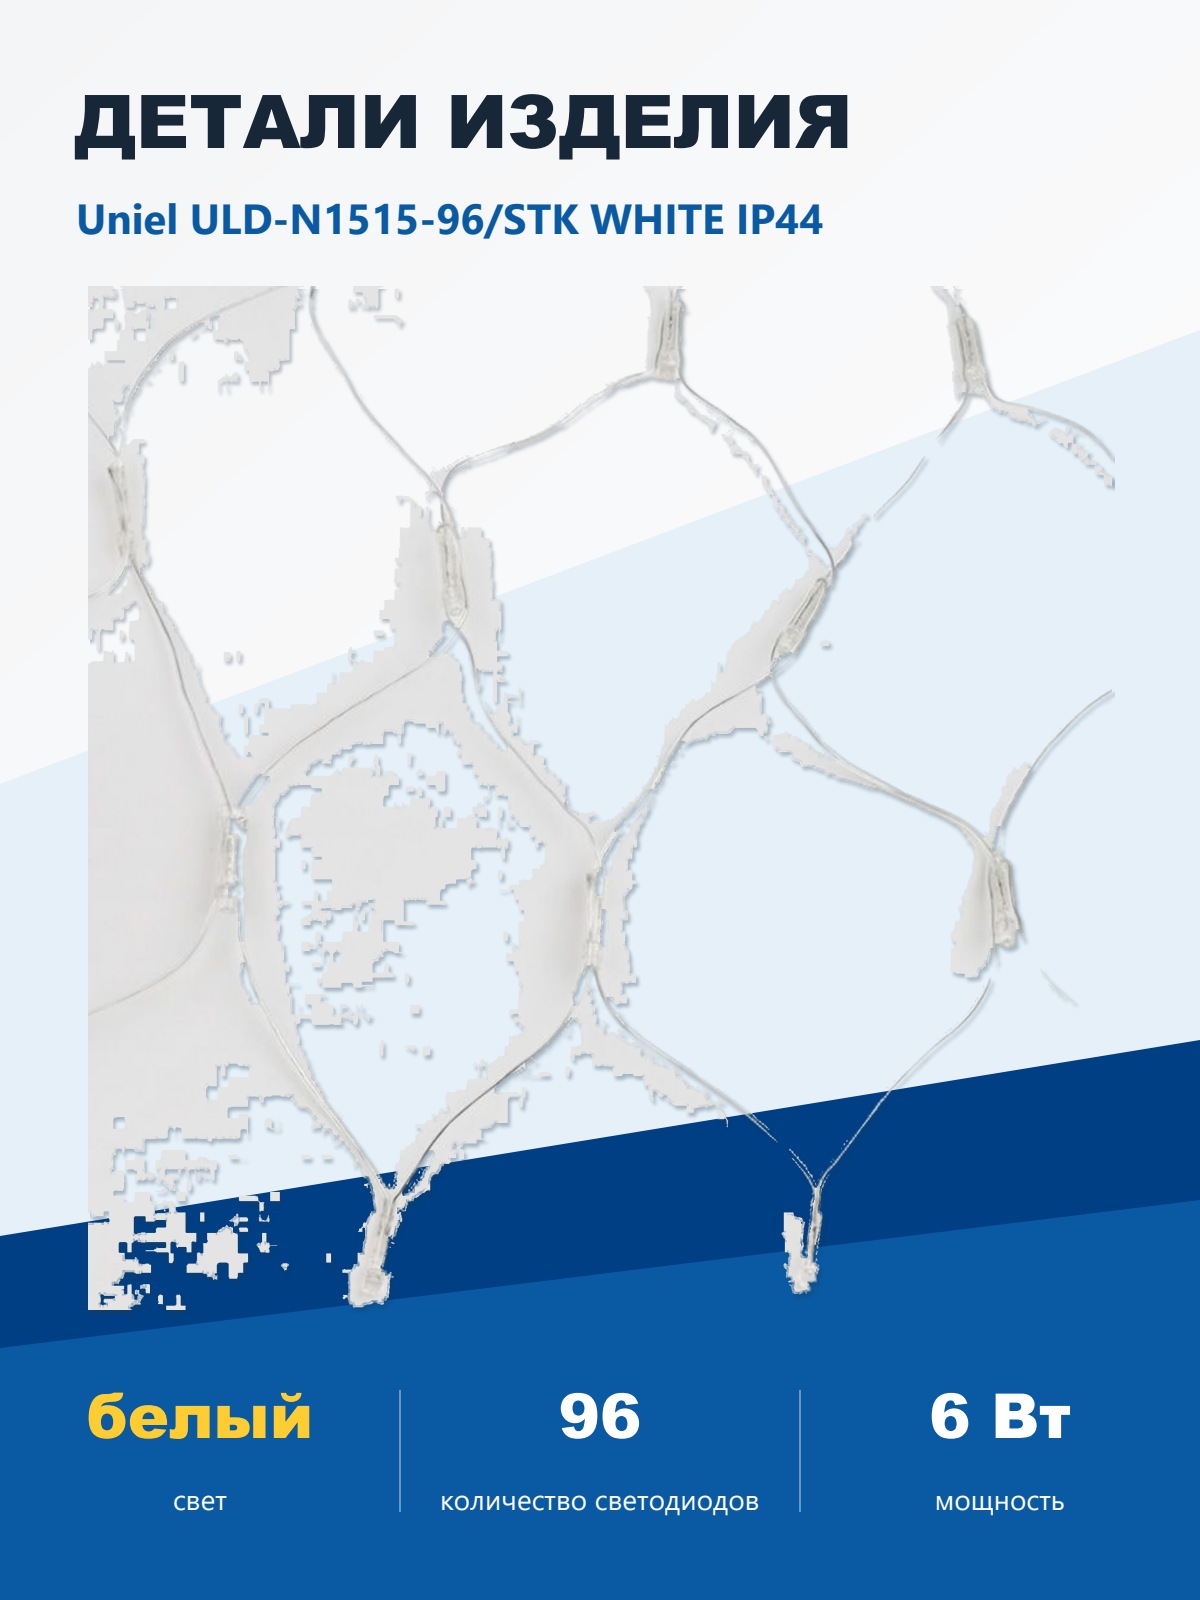 ДЕТАЛИ ИЗДЕЛИЯ
Uniel ULD-N1515-96/STK WHITE IP44
белый
свет
96
количество светодиодов
6 Вт
мощность